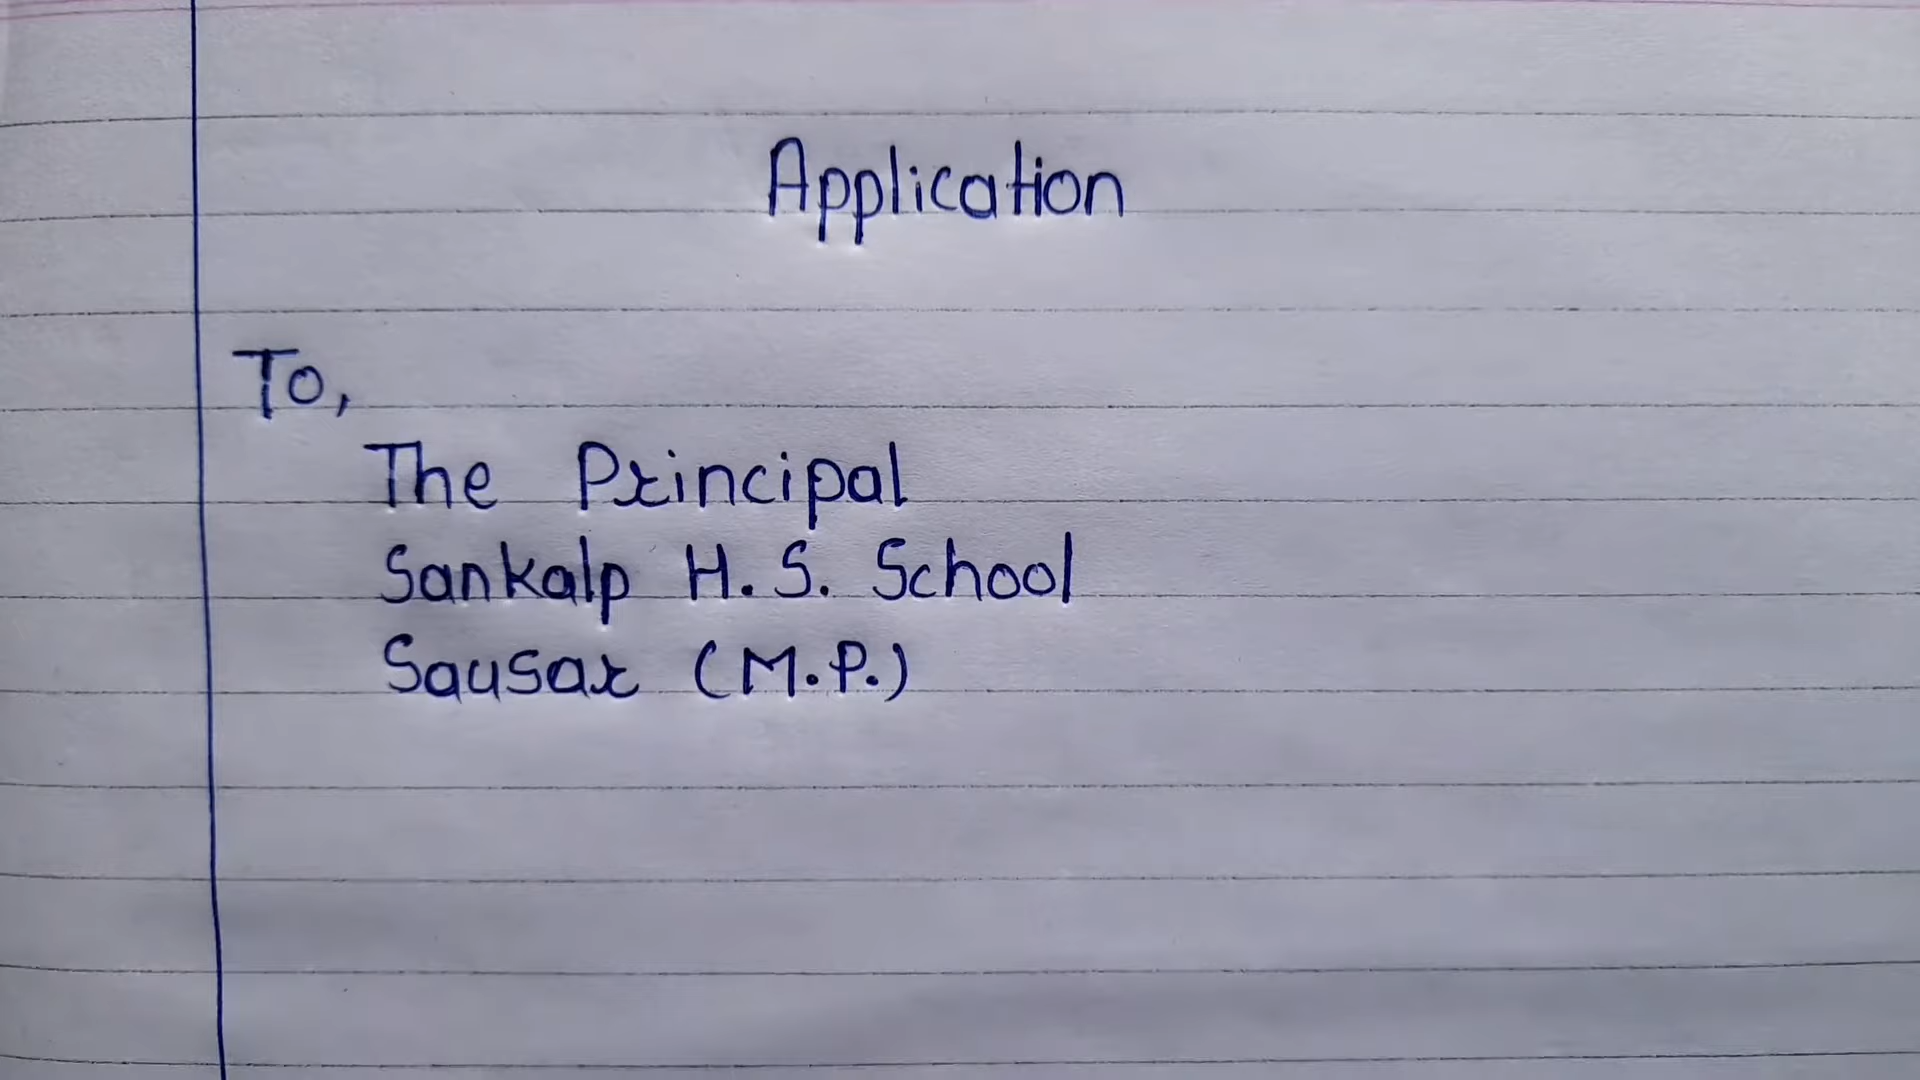 Application
To,
The Principal
Sankalp H. S. School
Sausar (M.P.)